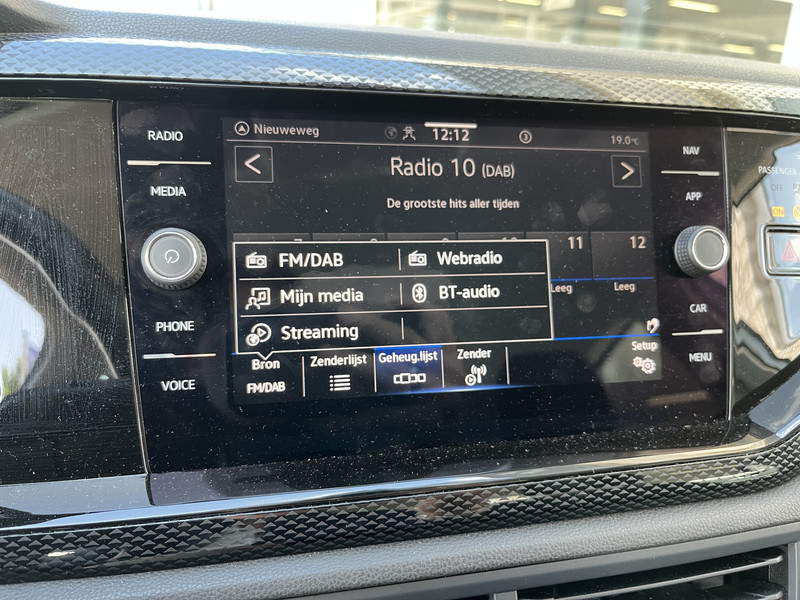 RADIO
MEDIA
PHONE
VOICE
Nieuweweg
12:12
3
19.0°C
Radio 10 (DAB)
De grootste hits aller tijden
11 12
Leeg Leeg
FM/DAB Webradio
Mijn media BT-audio
Streaming
Bron Zenderlijst Geheug.lijst Zender Setup
FM/DAB
NAV
APP
CAR
MENU
PASSENGER
OFF
ON